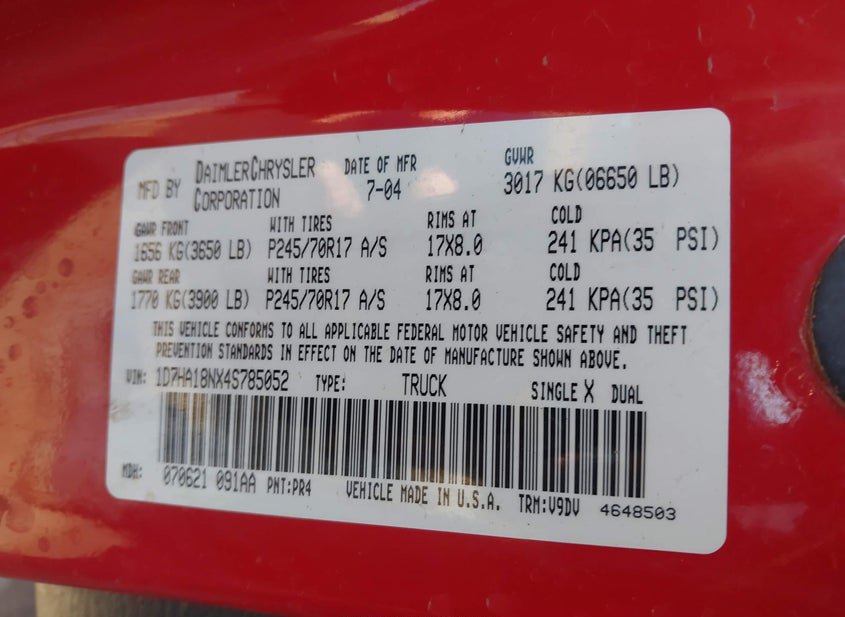 MFD BY DAIMLERCHRYSLER CORPORATION DATE OF MFR 7-04 GVWR 3017 KG(06650 LB)
GAWR FRONT WITH TIRES RIMS AT COLD
1656 KG(3650 LB) P245/70R17 A/S 17X8.0 241 KPA(35 PSI)
GAWR REAR WITH TIRES RIMS AT COLD
1770 KG(3900 LB) P245/70R17 A/S 17X8.0 241 KPA(35 PSI)
THIS VEHICLE CONFORMS TO ALL APPLICABLE FEDERAL MOTOR VEHICLE SAFETY AND THEFT
PREVENTION STANDARDS IN EFFECT ON THE DATE OF MANUFACTURE SHOWN ABOVE.
VIN: 1D7HA18NX4S785052 TYPE: TRUCK SINGLE X DUAL
MDH: 070621 091AA PNT:PR4 VEHICLE MADE IN U.S.A. TRM:V9DV 4648503